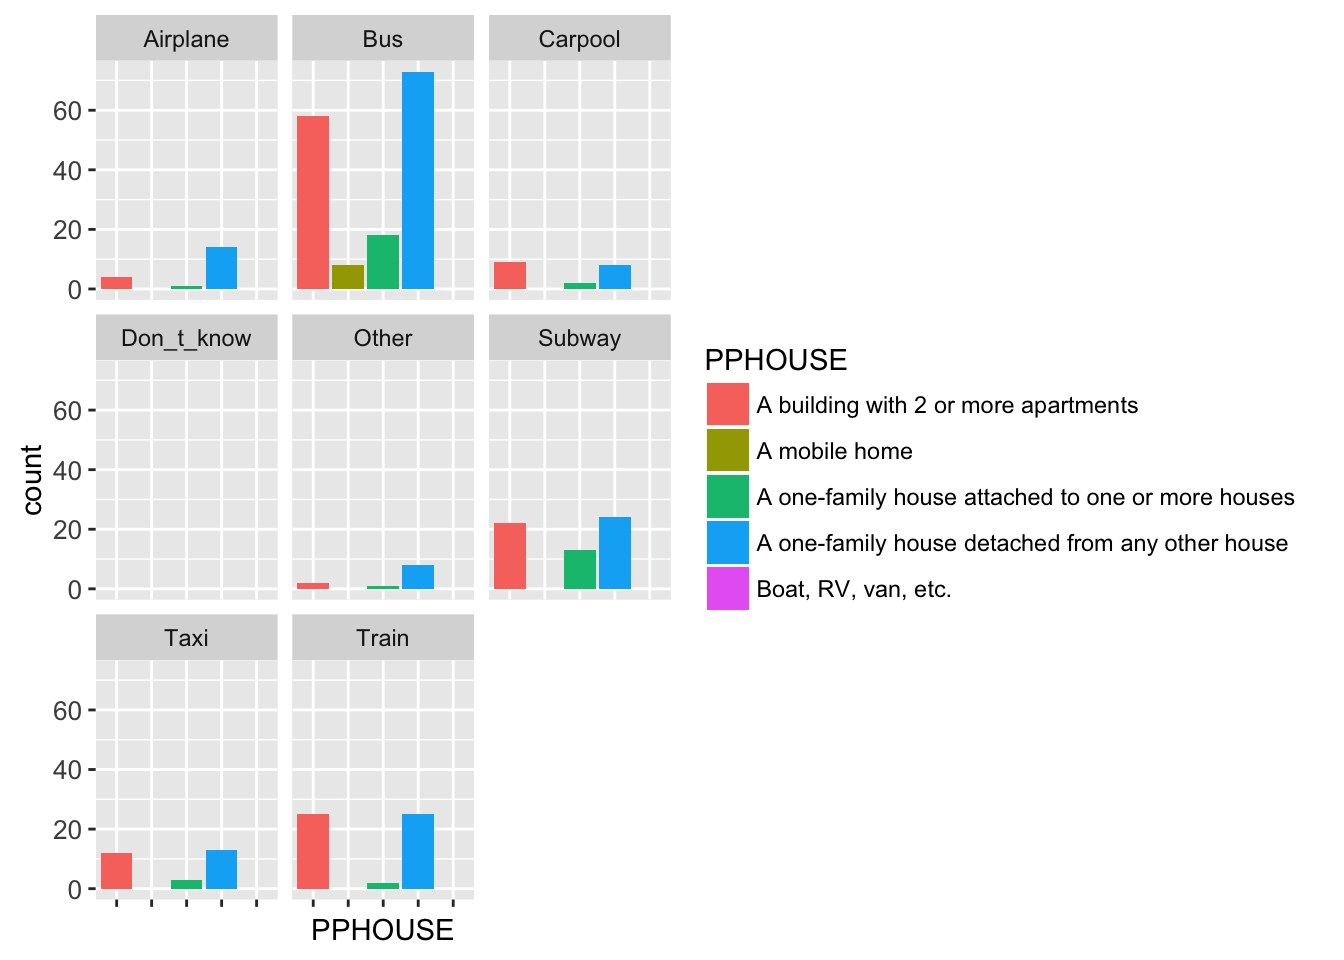 Airplane Bus Carpool
60
40
20
0
Don_t_know Other Subway
60
40
20
0
count
Taxi Train
60
40
20
0
PPHOUSE
PPHOUSE
A building with 2 or more apartments
A mobile home
A one-family house attached to one or more houses
A one-family house detached from any other house
Boat, RV, van, etc.